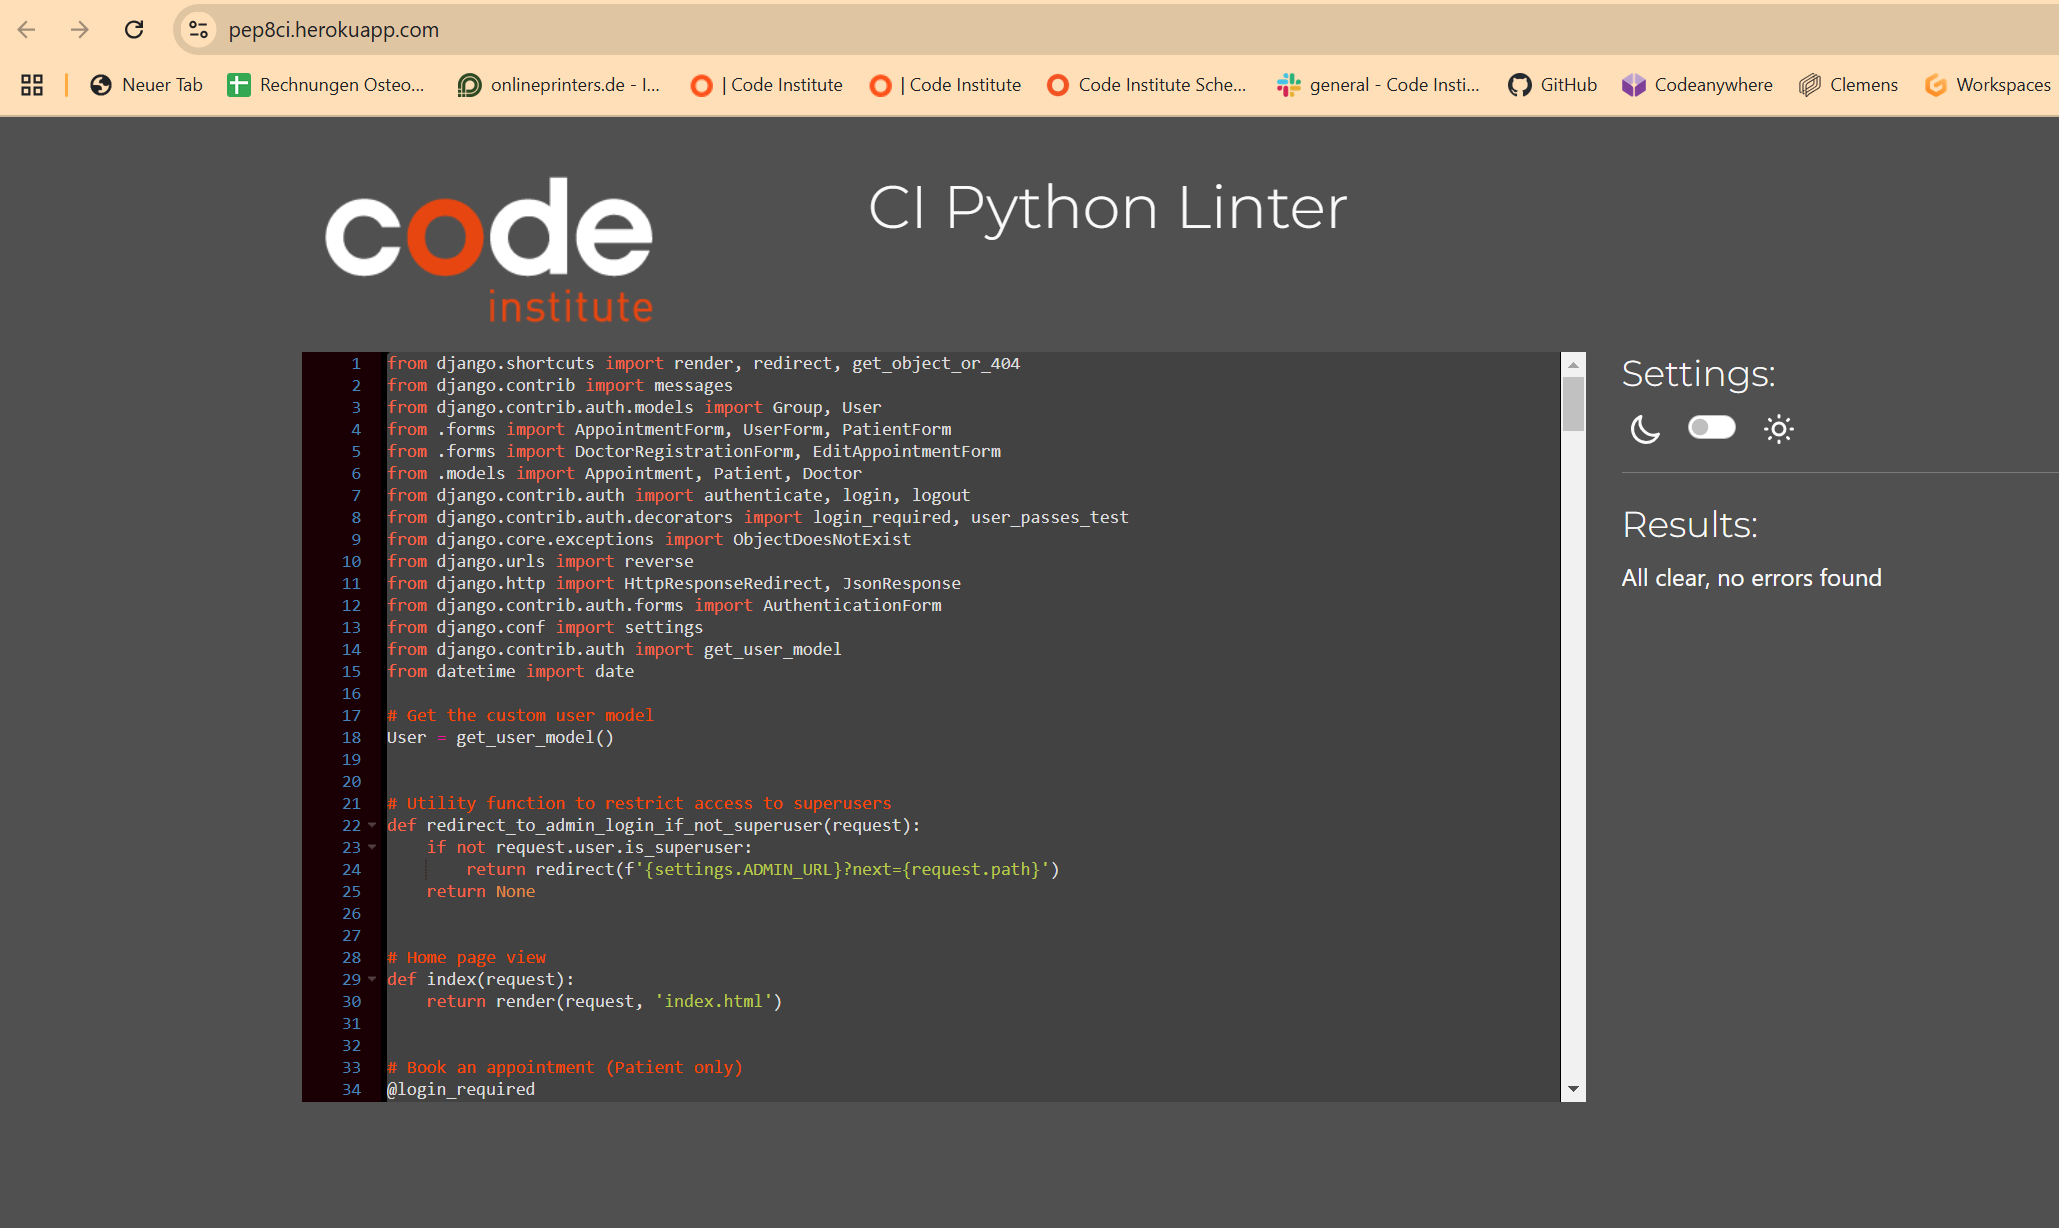 pep8ci.herokuapp.com
Neuer Tab
Rechnungen Osteo...
onlineprinters.de - I...
| Code Institute
| Code Institute
Code Institute Sche...
general - Code Insti...
GitHub
Codeanywhere
Clemens
Workspaces
code
institute
CI Python Linter
1 from django.shortcuts import render, redirect, get_object_or_404
2 from django.contrib import messages
3 from django.contrib.auth.models import Group, User
4 from .forms import AppointmentForm, UserForm, PatientForm
5 from .forms import DoctorRegistrationForm, EditAppointmentForm
6 from .models import Appointment, Patient, Doctor
7 from django.contrib.auth import authenticate, login, logout
8 from django.contrib.auth.decorators import login_required, user_passes_test
9 from django.core.exceptions import ObjectDoesNotExist
10 from django.urls import reverse
11 from django.http import HttpResponseRedirect, JsonResponse
12 from django.contrib.auth.forms import AuthenticationForm
13 from django.conf import settings
14 from django.contrib.auth import get_user_model
15 from datetime import date
16
17 # Get the custom user model
18 User = get_user_model()
19
20
21 # Utility function to restrict access to superusers
22 def redirect_to_admin_login_if_not_superuser(request):
23     if not request.user.is_superuser:
24         return redirect(f'{settings.ADMIN_URL}?next={request.path}')
25     return None
26
27
28 # Home page view
29 def index(request):
30     return render(request, 'index.html')
31
32
33 # Book an appointment (Patient only)
34 @login_required
Settings:
Results:
All clear, no errors found